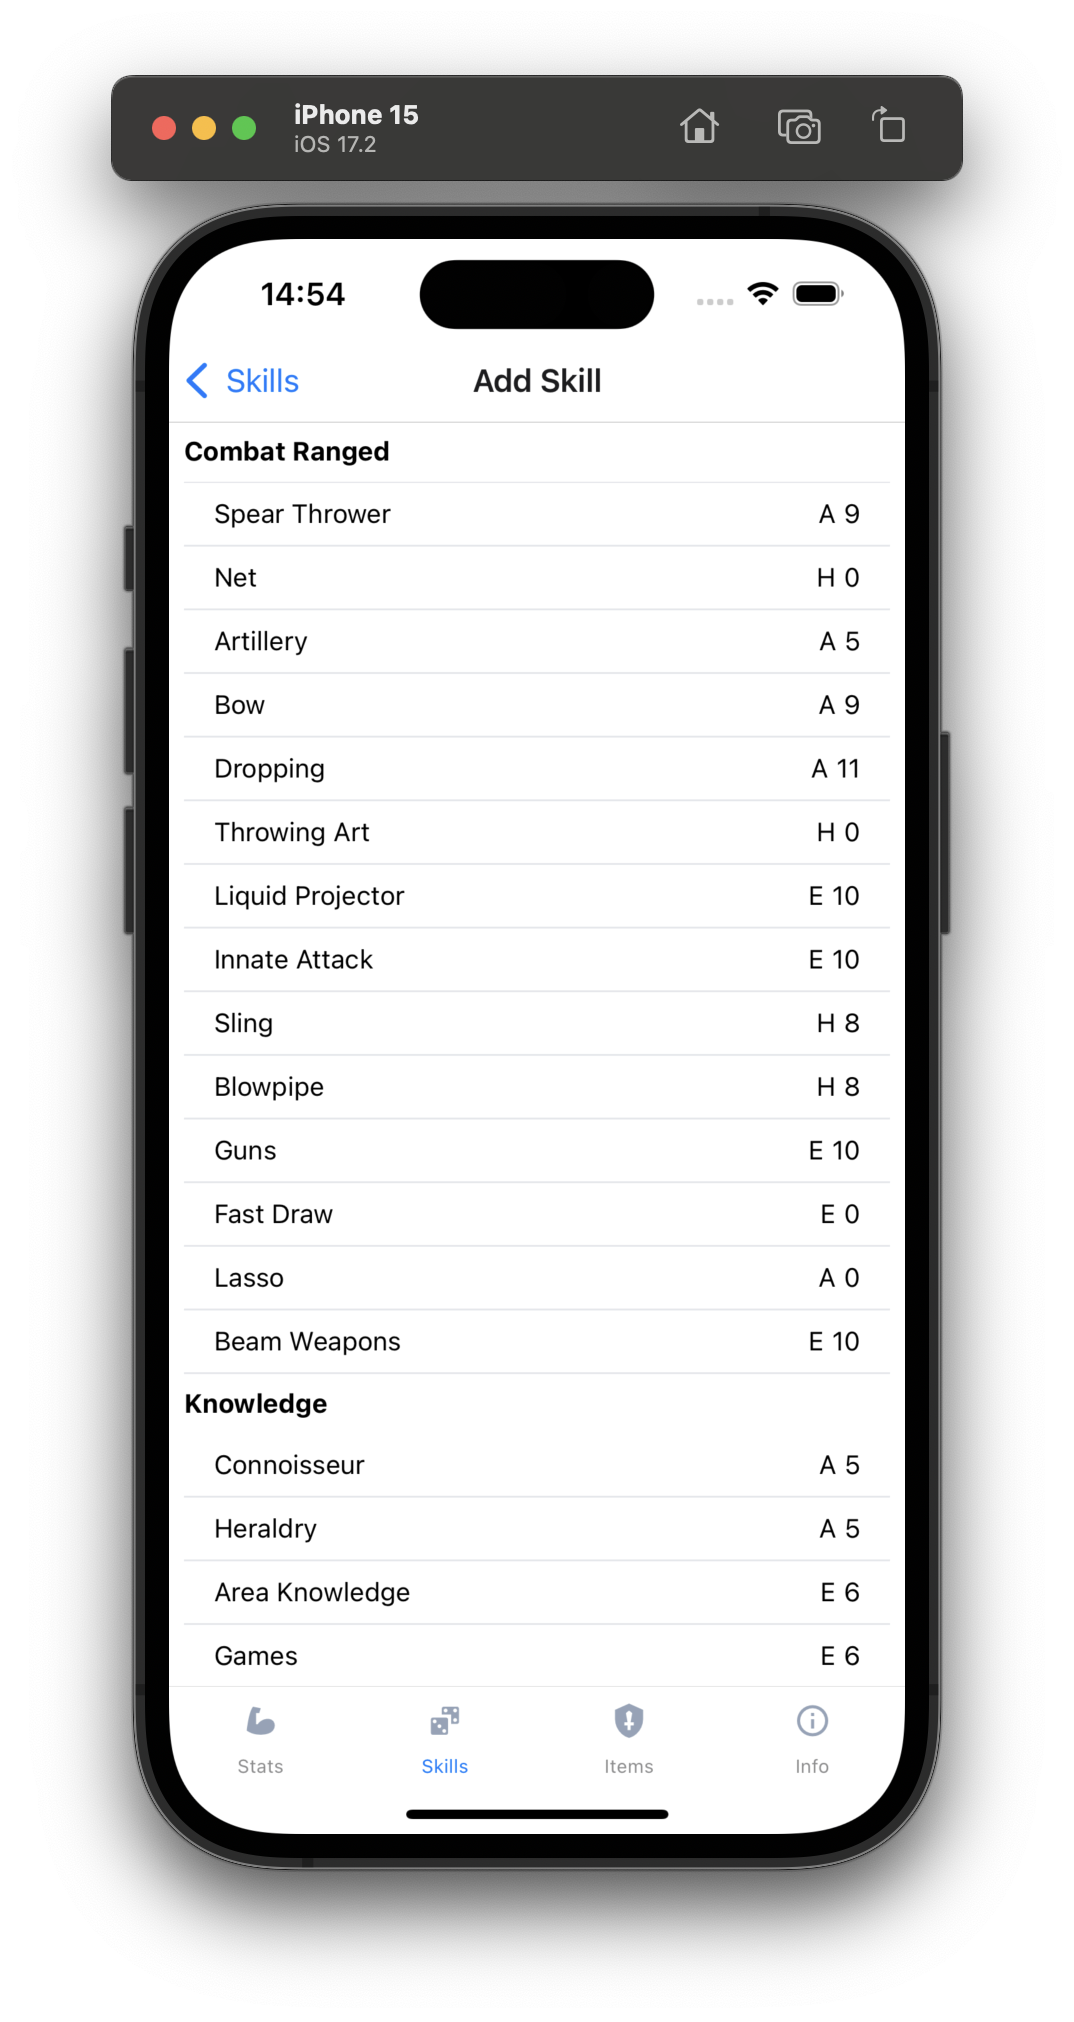 iPhone 15
iOS 17.2
14:54
Skills Add Skill
Combat Ranged
Spear Thrower A 9
Net H 0
Artillery A 5
Bow A 9
Dropping A 11
Throwing Art H 0
Liquid Projector E 10
Innate Attack E 10
Sling H 8
Blowpipe H 8
Guns E 10
Fast Draw E 0
Lasso A 0
Beam Weapons E 10
Knowledge
Connoisseur A 5
Heraldry A 5
Area Knowledge E 6
Games E 6
Stats Skills Items Info